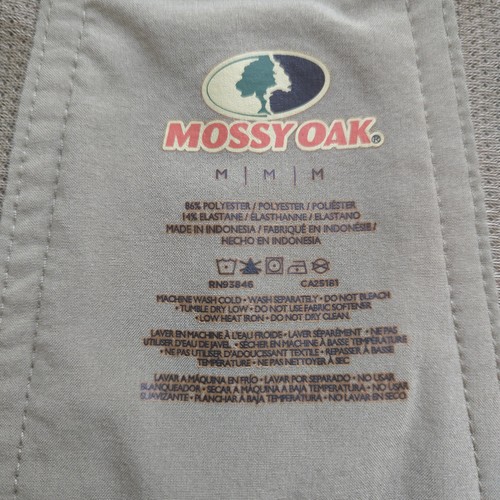 MOSSY OAK®
M | M | M
86% POLYESTER / POLYESTER / POLIÉSTER
14% ELASTANE / ÉLASTHANNE / ELASTANO
MADE IN INDONESIA / FABRIQUÉ EN INDONÉSIE /
HECHO EN INDONESIA
RN93846 CA25181
MACHINE WASH COLD • WASH SEPARATELY • DO NOT BLEACH
• TUMBLE DRY LOW • DO NOT USE FABRIC SOFTENER
• LOW HEAT IRON • DO NOT DRY CLEAN
LAVER EN MACHINE À L'EAU FROIDE • LAVER SÉPARÉMENT • NE PAS
UTILISER D'EAU DE JAVEL • SÉCHER EN MACHINE À BASSE TEMPÉRATURE
• NE PAS UTILISER D'ADOUCISSANT TEXTILE • REPASSER À BASSE
TEMPÉRATURE • NE PAS NETTOYER À SEC
LAVAR A MÁQUINA EN FRÍO • LAVAR POR SEPARADO • NO USAR
BLANQUEADOR • SECAR A MÁQUINA A BAJA TEMPERATURA • NO USAR
SUAVIZANTE • PLANCHAR A BAJA TEMPERATURA • NO LAVAR EN SECO